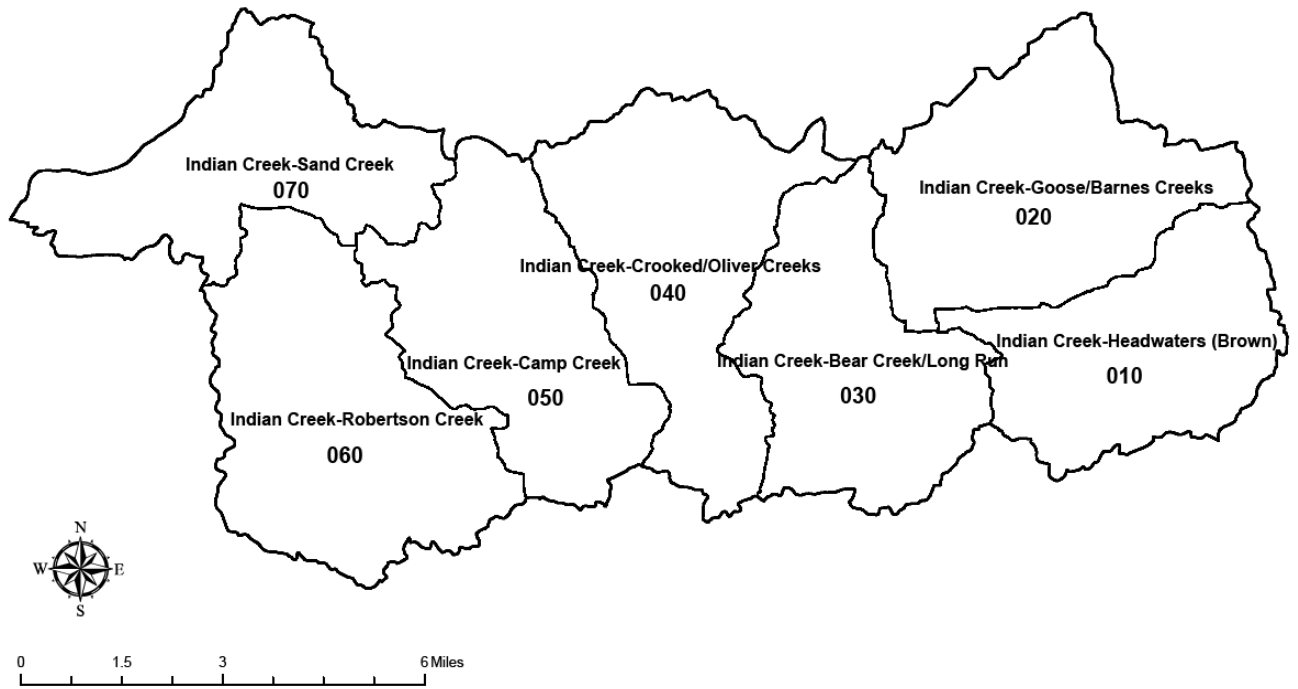 Indian Creek-Sand Creek
070
Indian Creek-Goose/Barnes Creeks
020
Indian Creek-Crooked/Oliver Creeks
040
Indian Creek-Headwaters (Brown)
010
Indian Creek-Bear Creek/Long Run
030
Indian Creek-Camp Creek
050
Indian Creek-Robertson Creek
060
N
W E
S
0 1.5 3 6 Miles